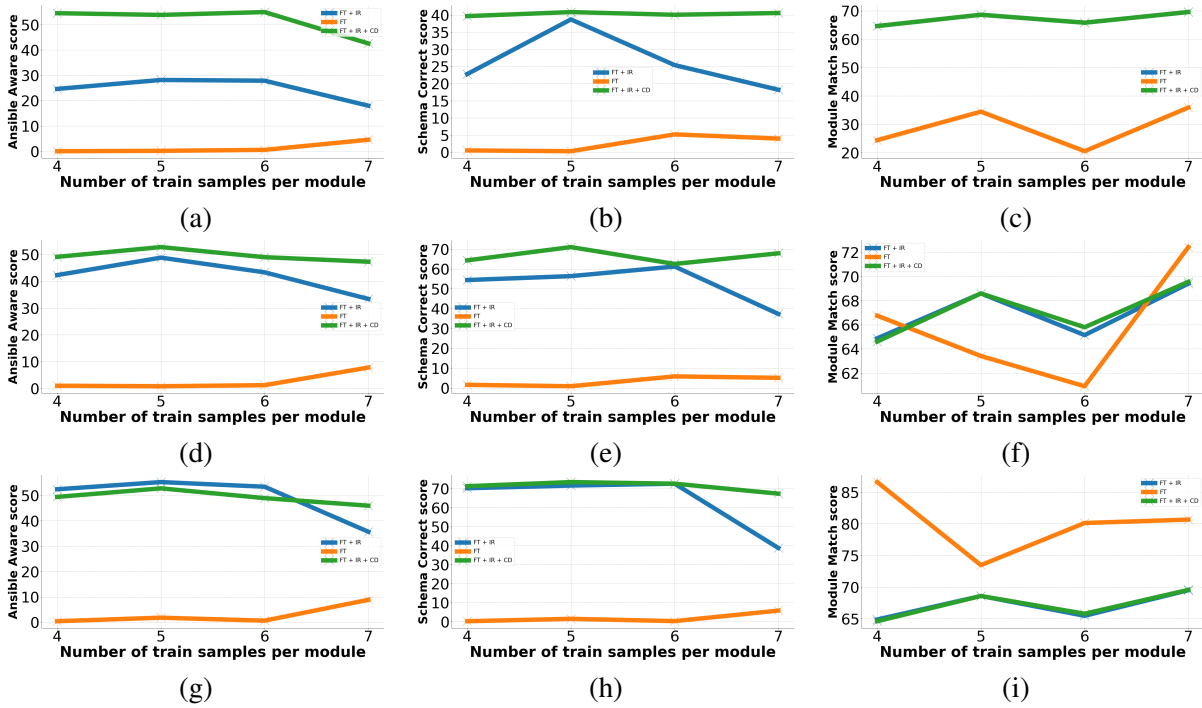 Ansible Aware score
60
50
40
30
20
10
0
FT + IR
FT
FT + IR + CD
4 5 6 7
Number of train samples per module
(a)
Schema Correct score
40
35
30
25
20
15
10
5
0
FT + IR
FT
FT + IR + CD
4 5 6 7
Number of train samples per module
(b)
Module Match score
70
60
50
40
30
20
FT + IR
FT
FT + IR + CD
4 5 6 7
Number of train samples per module
(c)
Ansible Aware score
50
40
30
20
10
0
FT + IR
FT
FT + IR + CD
4 5 6 7
Number of train samples per module
(d)
Schema Correct score
70
60
50
40
30
20
10
0
FT + IR
FT
FT + IR + CD
4 5 6 7
Number of train samples per module
(e)
Module Match score
72
70
68
66
64
62
FT + IR
FT
FT + IR + CD
4 5 6 7
Number of train samples per module
(f)
Ansible Aware score
50
40
30
20
10
0
FT + IR
FT
FT + IR + CD
4 5 6 7
Number of train samples per module
(g)
Schema Correct score
70
60
50
40
30
20
10
0
FT + IR
FT
FT + IR + CD
4 5 6 7
Number of train samples per module
(h)
Module Match score
85
80
75
70
65
FT + IR
FT
FT + IR + CD
4 5 6 7
Number of train samples per module
(i)